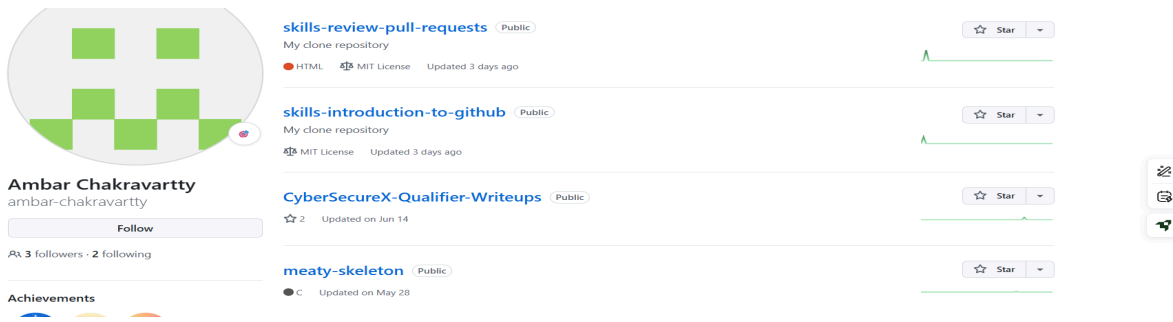 Ambar Chakravartty
ambar-chakravartty
Follow
3 followers · 2 following
Achievements
skills-review-pull-requests Public
Star
My clone repository
HTML MIT License Updated 3 days ago
skills-introduction-to-github Public
Star
My clone repository
MIT License Updated 3 days ago
CyberSecureX-Qualifier-Writeups Public
Star
2 Updated on Jun 14
meaty-skeleton Public
Star
C Updated on May 28